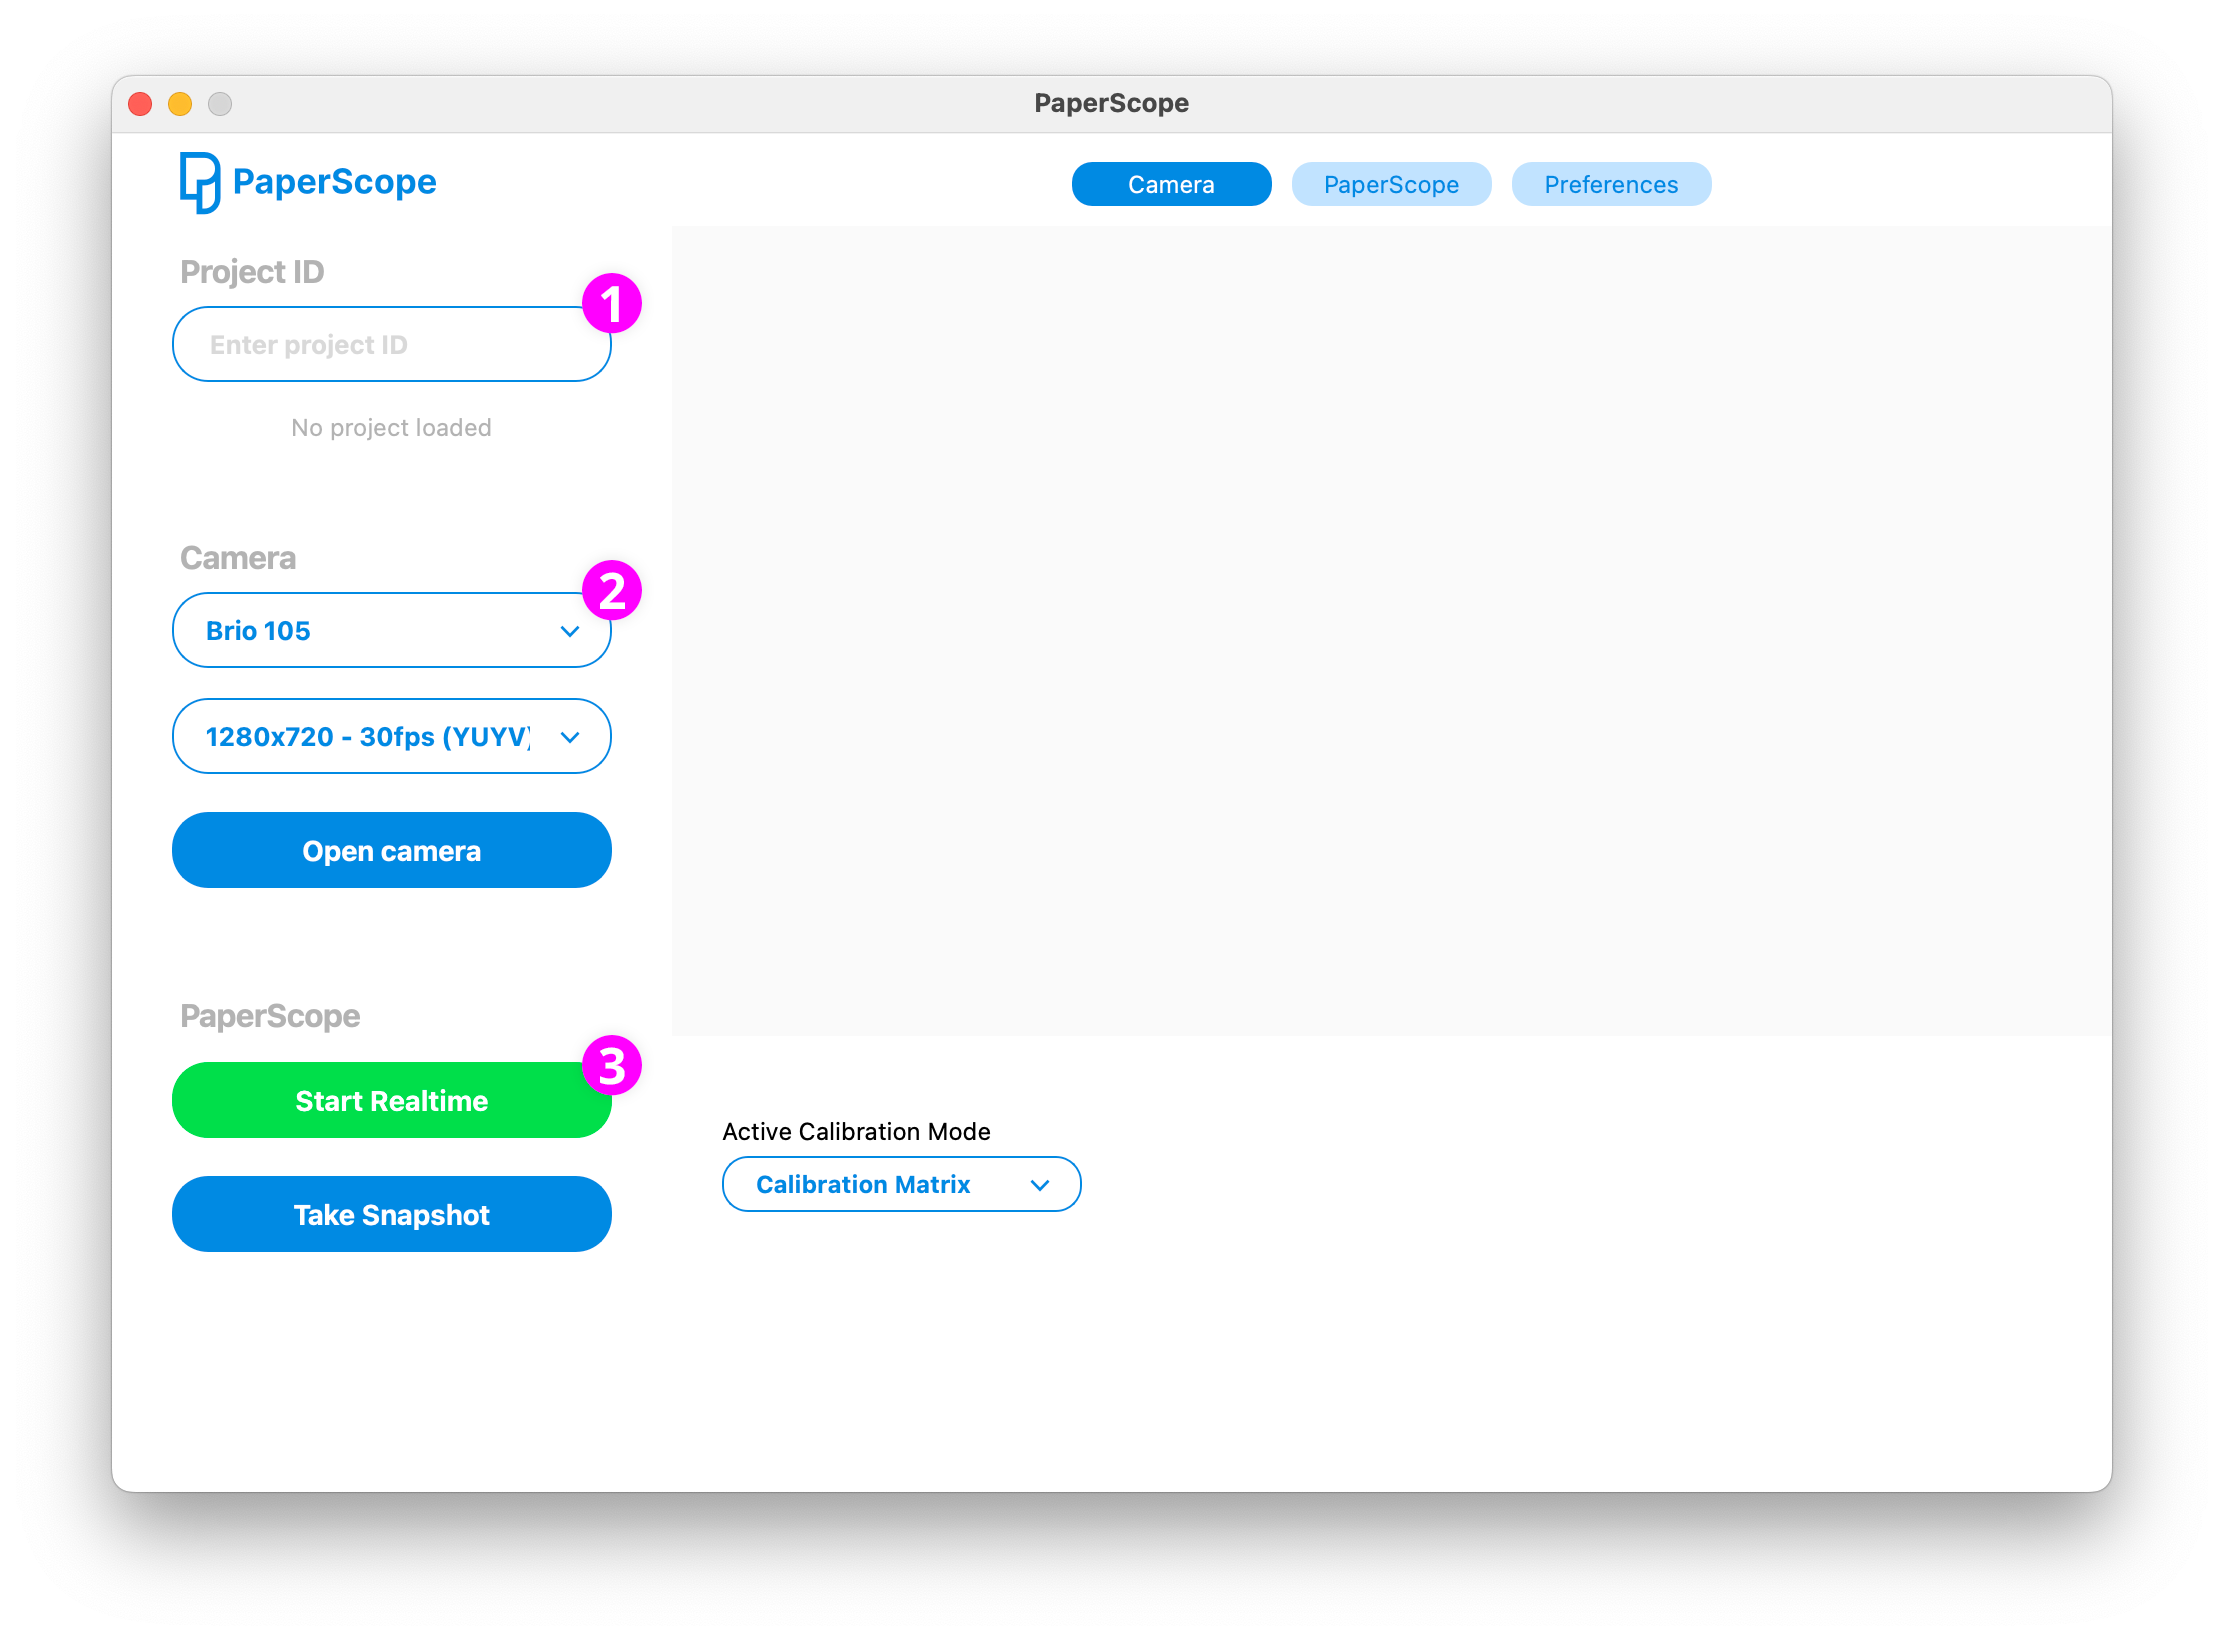 PaperScope
PaperScope
Camera
PaperScope
Preferences
Project ID
1
Enter project ID
No project loaded
Camera
2
Brio 105
1280x720 - 30fps (YUYV)
Open camera
PaperScope
3
Start Realtime
Active Calibration Mode
Calibration Matrix
Take Snapshot